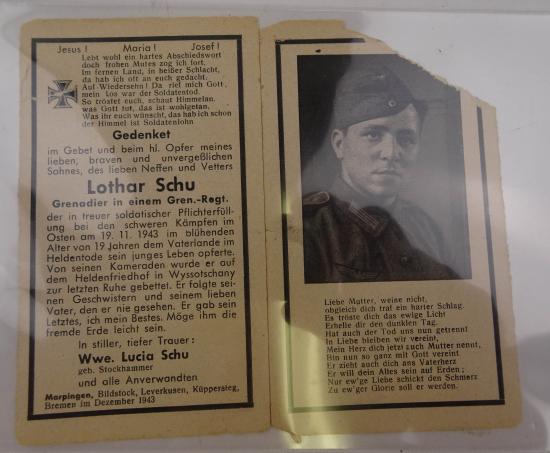 Jesus! Maria! Josef!
Lebt wohl ein hartes Abschiedswort
doch frohen Mutes zog ich fort.
Im fernen Land, in heißer Schlacht,
da hab ich oft an euch gedacht.
Auf Wiedersehn! Da rief mich Gott,
mein Los war der Soldatentod.
So tröstet euch, schaut Himmelan.
Was Gott tut, das ist wohlgetan.
Was ihr euch wünscht, das hab ich schon
der Himmel ist Soldatenlohn
Gedenket
im Gebet und beim hl. Opfer meines
lieben, braven und unvergeßlichen
Sohnes, des lieben Neffen und Vetters
Lothar Schu
Grenadier in einem Gren.-Regt.
der in treuer soldatischer Pflichterfül-
lung bei den schweren Kämpfen im
Osten am 19. 11. 1943 im blühenden
Alter von 19 Jahren dem Vaterlande im
Heldentode sein junges Leben opferte.
Von seinen Kameraden wurde er auf
dem Heldenfriedhof in Wyssotschany
zur letzten Ruhe gebettet. Er folgte sei-
nen Geschwistern und seinem lieben
Vater, den er nie gesehen. Er gab sein
Letztes, ich mein Bestes. Möge ihm die
fremde Erde leicht sein.
In stiller, tiefer Trauer:
Wwe. Lucia Schu
geb. Stockhammer
und alle Anverwandten
Marpingen, Bildstock, Leverkusen, Küppersteg,
Bremen im Dezember 1943
Liebe Mutter, weine nicht,
obgleich dich traf ein harter Schlag.
Es tröste dich das ewige Licht
Erhelle dir den dunklen Tag.
Hat auch der Tod uns nun getrennt
In Liebe bleiben wir vereint,
Mein Herz dich jetzt auch Mutter nennt,
Bin nun so ganz mit Gott vereint
Er zieht auch dich ans Vaterherz
Er will dein Altes sein auf Erden;
Nur ew'ge Liebe schickt den Schmerz
Zu ew'ger Glorie soll er werden.